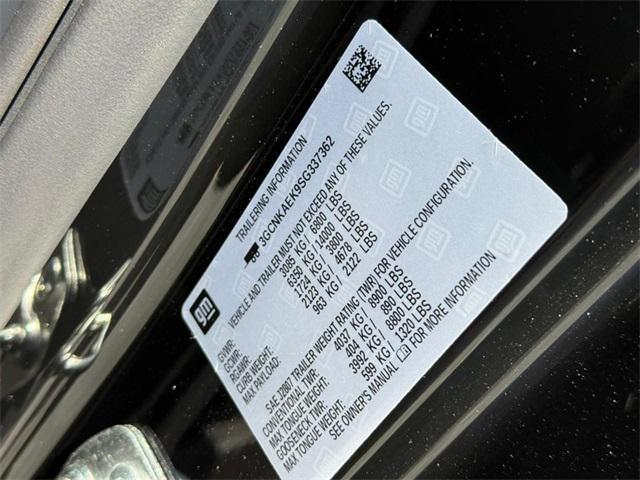 gm
TRAILERING INFORMATION
3GCNKAEK9SG337362
VEHICLE AND TRAILER MUST NOT EXCEED ANY OF THESE VALUES.
GVWR: 3085 KG / 6800 LBS
GCWR: 6350 KG / 14000 LBS
RGAWR: 1724 KG / 3800 LBS
CURB WEIGHT: 2122 KG / 4678 LBS
MAX PAYLOAD: 963 KG / 2122 LBS
SAE J2807 TRAILER WEIGHT RATING (TWR) FOR VEHICLE CONFIGURATION.
CONVENTIONAL TWR: 4037 KG / 8900 LBS
MAX TONGUE WEIGHT: 404 KG / 890 LBS
GOOSENECK TWR: 3992 KG / 8800 LBS
MAX TONGUE WEIGHT: 599 KG / 1320 LBS
SEE OWNER'S MANUAL FOR MORE INFORMATION